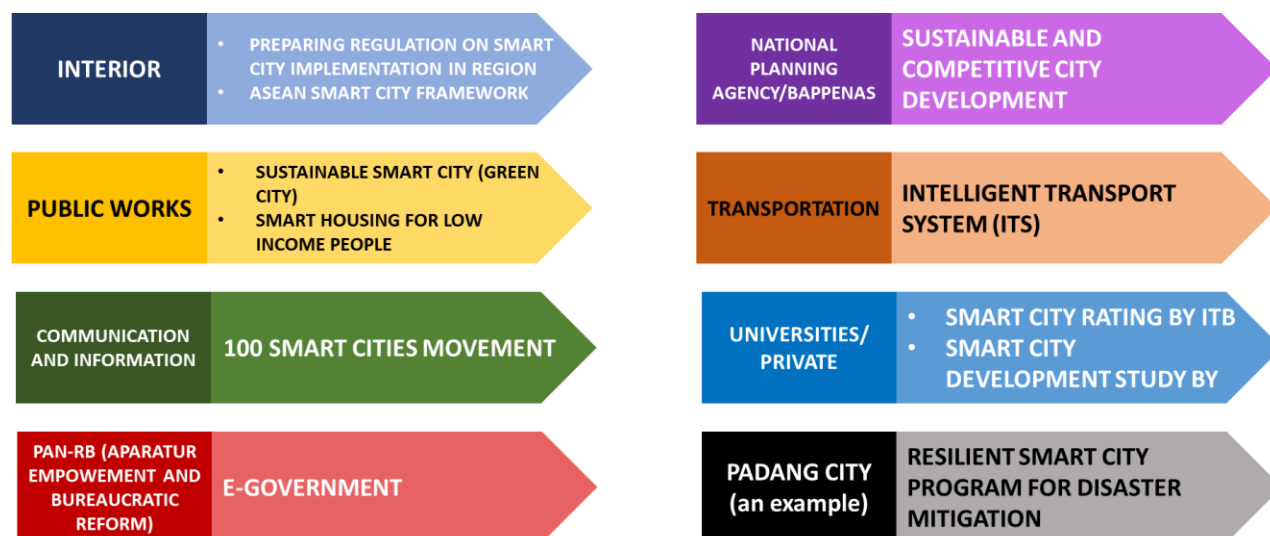 INTERIOR
• PREPARING REGULATION ON SMART
CITY IMPLEMENTATION IN REGION
• ASEAN SMART CITY FRAMEWORK
PUBLIC WORKS
• SUSTAINABLE SMART CITY (GREEN
CITY)
• SMART HOUSING FOR LOW
INCOME PEOPLE
COMMUNICATION
AND INFORMATION
100 SMART CITIES MOVEMENT
PAN-RB (APARATUR
EMPOWEMENT AND
BUREAUCRATIC
REFORM)
E-GOVERNMENT
NATIONAL
PLANNING
AGENCY/BAPPENAS
SUSTAINABLE AND
COMPETITIVE CITY
DEVELOPMENT
TRANSPORTATION
INTELLIGENT TRANSPORT
SYSTEM (ITS)
UNIVERSITIES/
PRIVATE
• SMART CITY RATING BY ITB
• SMART CITY
DEVELOPMENT STUDY BY
PADANG CITY
(an example)
RESILIENT SMART CITY
PROGRAM FOR DISASTER
MITIGATION